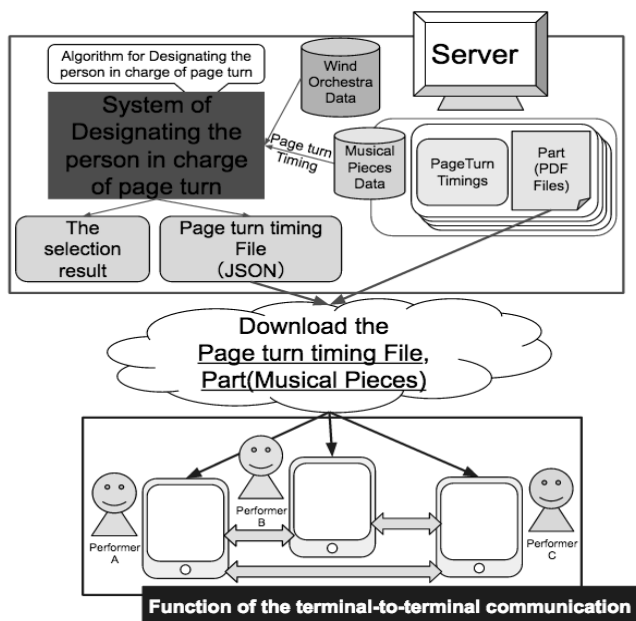 Algorithm for Designating the
person in charge of page turn
System of
Designating the
person in charge
of page turn
Wind
Orchestra
Data
Server
Page turn
Timing
Musical
Pieces
Data
PageTurn
Timings
Part
(PDF
Files)
The
selection
result
Page turn timing
File
(JSON)
Download the
Page turn timing File,
Part(Musical Pieces)
Performer
A
Performer
B
Performer
C
Function of the terminal-to-terminal communication